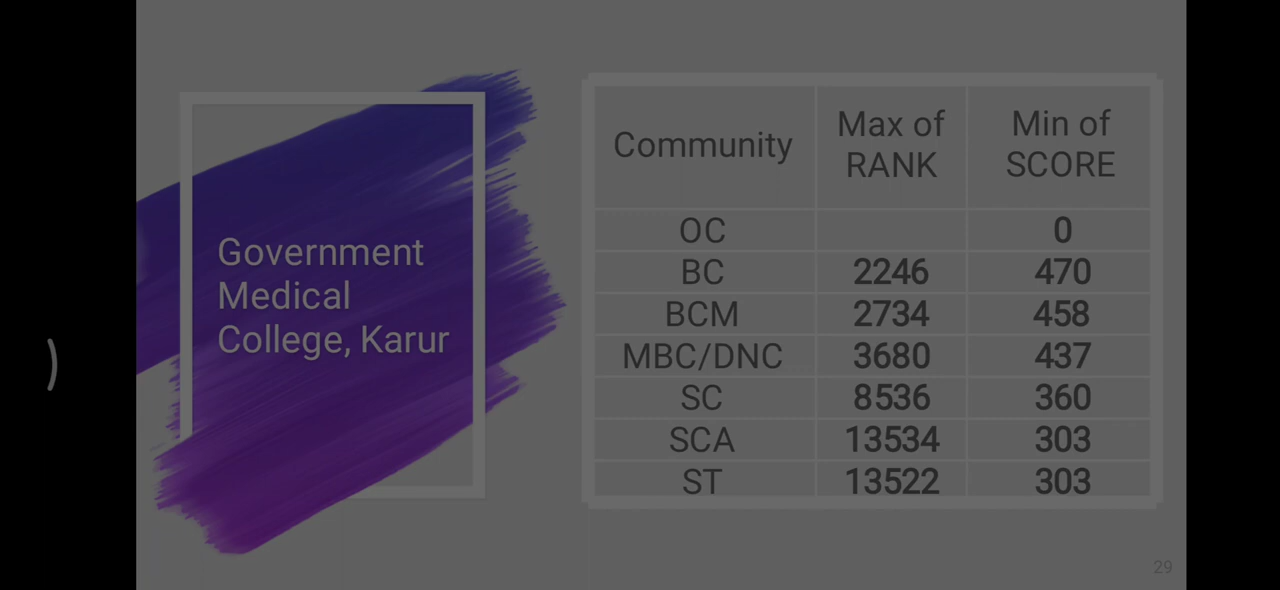 Government
Medical
College, Karur
Community Max of RANK Min of SCORE
OC 0
BC 2246 470
BCM 2734 458
MBC/DNC 3680 437
SC 8536 360
SCA 13534 303
ST 13522 303
29